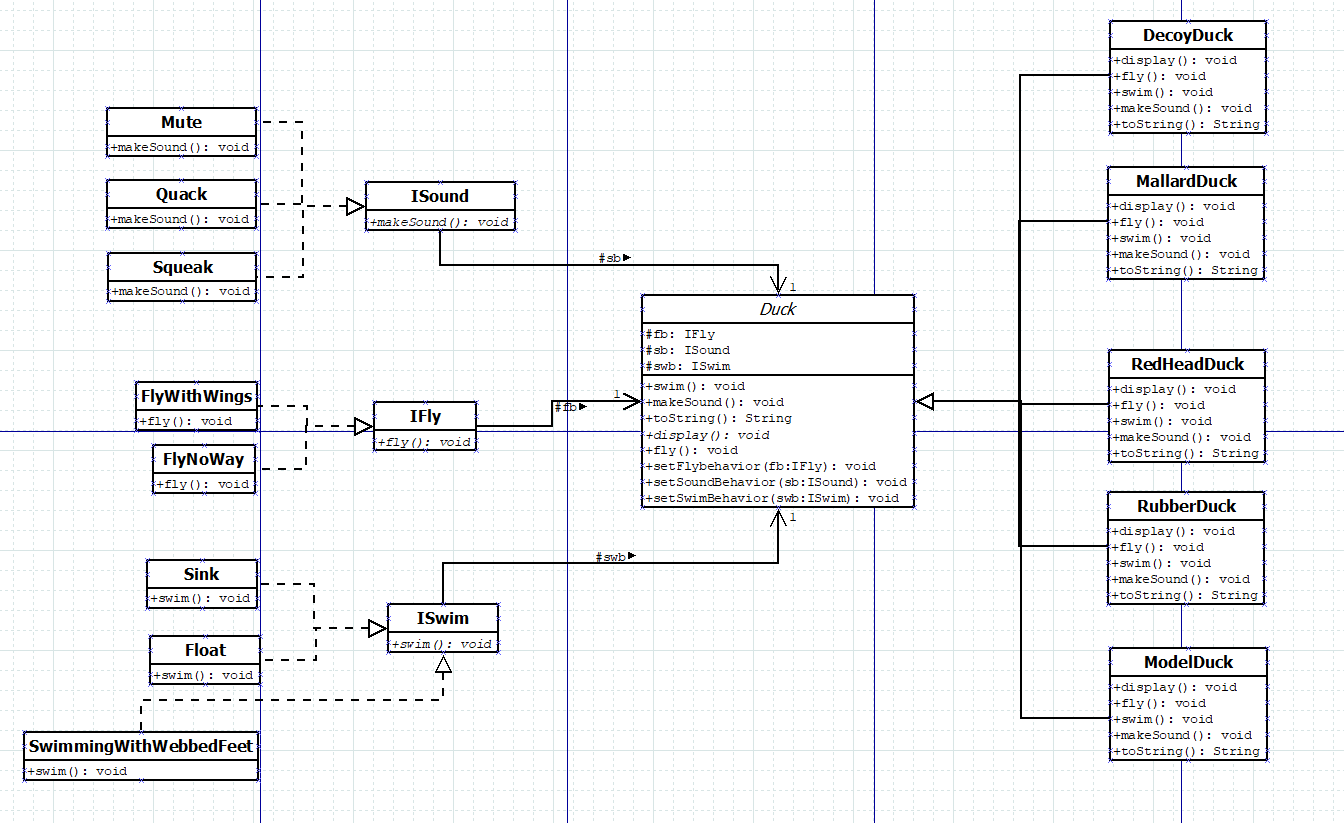 Mute
+makeSound(): void
Quack
+makeSound(): void
Squeak
+makeSound(): void
ISound
+makeSound(): void
#sb
1
FlyWithWings
+fly(): void
FlyNoWay
+fly(): void
IFly
+fly(): void
#fb
1
Sink
+swim(): void
Float
+swim(): void
SwimmingWithWebbedFeet
+swim(): void
ISwim
+swim(): void
#swb
1
Duck
#fb: IFly
#sb: ISound
#swb: ISwim
+swim(): void
+makeSound(): void
+toString(): String
+display(): void
+fly(): void
+setFlybehavior(fb:IFly): void
+setSoundBehavior(sb:ISound): void
+setSwimBehavior(swb:ISwim): void
DecoyDuck
+display(): void
+fly(): void
+swim(): void
+makeSound(): void
+toString(): String
MallardDuck
+display(): void
+fly(): void
+swim(): void
+makeSound(): void
+toString(): String
RedHeadDuck
+display(): void
+fly(): void
+swim(): void
+makeSound(): void
+toString(): String
RubberDuck
+display(): void
+fly(): void
+swim(): void
+makeSound(): void
+toString(): String
ModelDuck
+display(): void
+fly(): void
+swim(): void
+makeSound(): void
+toString(): String